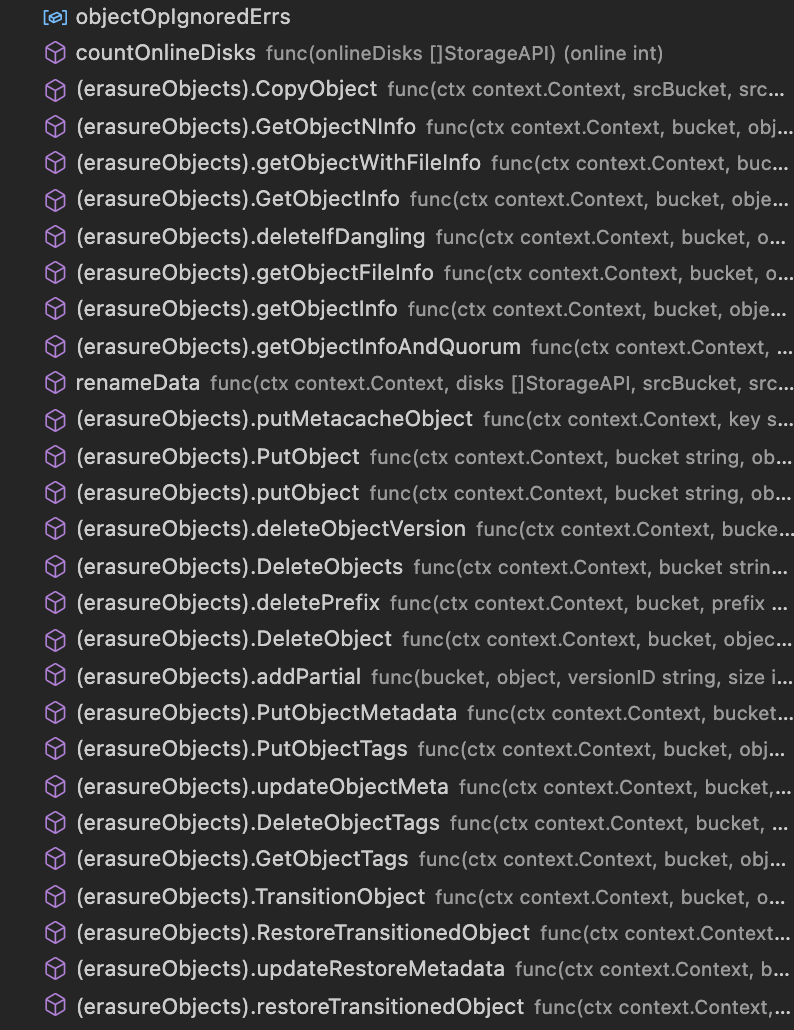 objectOpIgnoredErrs
countOnlineDisks func(onlineDisks []StorageAPI) (online int)
(erasureObjects).CopyObject func(ctx context.Context, srcBucket, src...
(erasureObjects).GetObjectNInfo func(ctx context.Context, bucket, obj...
(erasureObjects).getObjectWithFileInfo func(ctx context.Context, buc...
(erasureObjects).GetObjectInfo func(ctx context.Context, bucket, obje...
(erasureObjects).deleteIfDangling func(ctx context.Context, bucket, o...
(erasureObjects).getObjectFileInfo func(ctx context.Context, bucket, o...
(erasureObjects).getObjectInfo func(ctx context.Context, bucket, obje...
(erasureObjects).getObjectInfoAndQuorum func(ctx context.Context, ...
renameData func(ctx context.Context, disks []StorageAPI, srcBucket, src...
(erasureObjects).putMetacacheObject func(ctx context.Context, key s...
(erasureObjects).PutObject func(ctx context.Context, bucket string, ob...
(erasureObjects).putObject func(ctx context.Context, bucket string, ob...
(erasureObjects).deleteObjectVersion func(ctx context.Context, bucke...
(erasureObjects).DeleteObjects func(ctx context.Context, bucket strin...
(erasureObjects).deletePrefix func(ctx context.Context, bucket, prefix ...
(erasureObjects).DeleteObject func(ctx context.Context, bucket, objec...
(erasureObjects).addPartial func(bucket, object, versionID string, size i...
(erasureObjects).PutObjectMetadata func(ctx context.Context, bucket...
(erasureObjects).PutObjectTags func(ctx context.Context, bucket, obj...
(erasureObjects).updateObjectMeta func(ctx context.Context, bucket,...
(erasureObjects).DeleteObjectTags func(ctx context.Context, bucket, ...
(erasureObjects).GetObjectTags func(ctx context.Context, bucket, obj...
(erasureObjects).TransitionObject func(ctx context.Context, bucket, o...
(erasureObjects).RestoreTransitionedObject func(ctx context.Context...
(erasureObjects).updateRestoreMetadata func(ctx context.Context, b...
(erasureObjects).restoreTransitionedObject func(ctx context.Context,...